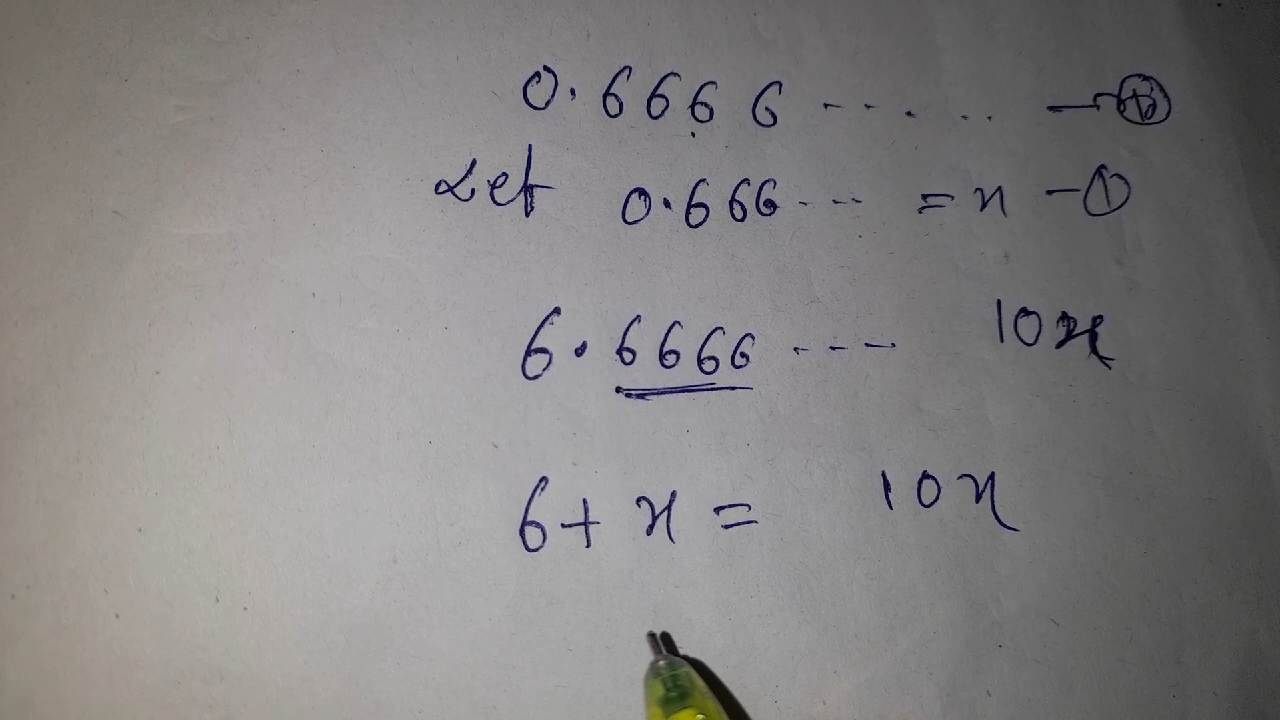 0.6666 ------ —
Let 0.666 --- = x — ①
6.6666 --- 10x
6 + x = 10x